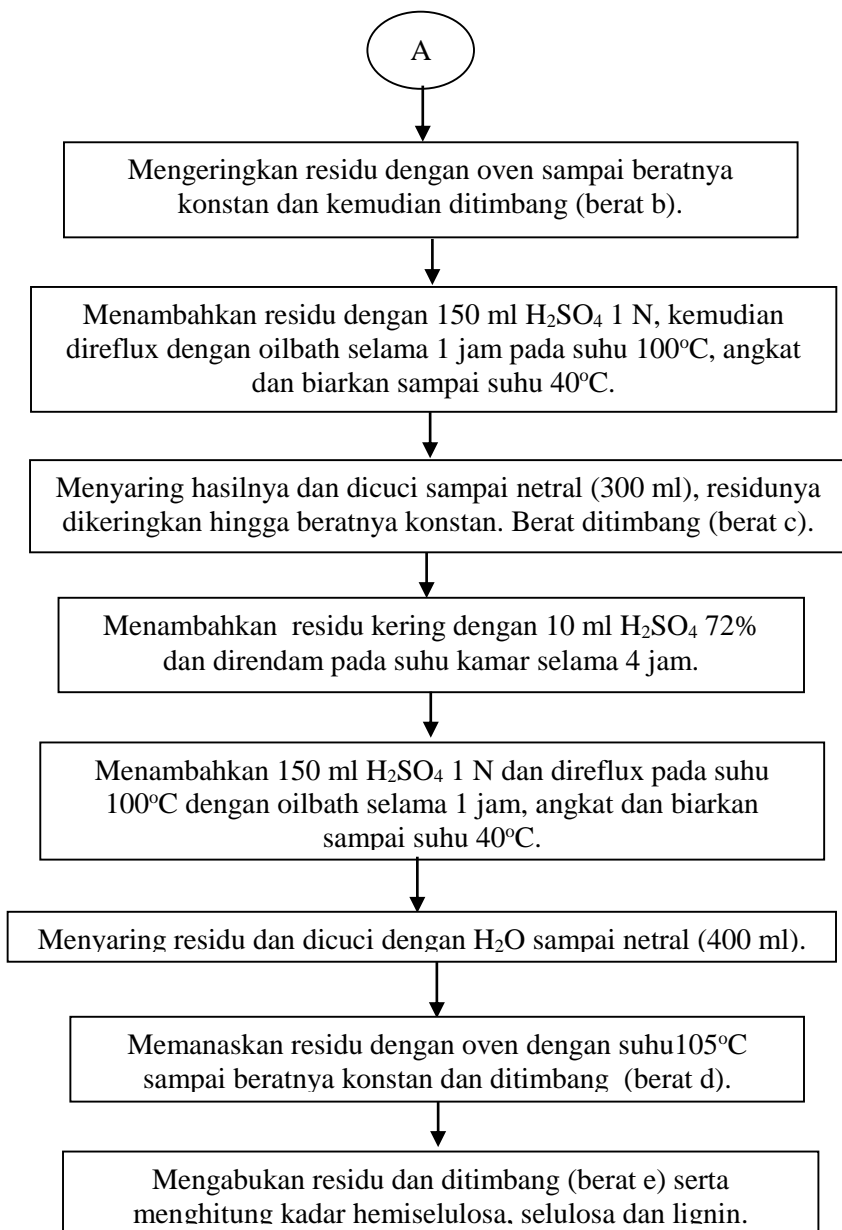 A
Mengeringkan residu dengan oven sampai beratnya
konstan dan kemudian ditimbang (berat b).
Menambahkan residu dengan 150 ml H₂SO₄ 1 N, kemudian
direflux dengan oilbath selama 1 jam pada suhu 100°C, angkat
dan biarkan sampai suhu 40°C.
Menyaring hasilnya dan dicuci sampai netral (300 ml), residunya
dikeringkan hingga beratnya konstan. Berat ditimbang (berat c).
Menambahkan residu kering dengan 10 ml H₂SO₄ 72%
dan direndam pada suhu kamar selama 4 jam.
Menambahkan 150 ml H₂SO₄ 1 N dan direflux pada suhu
100°C dengan oilbath selama 1 jam, angkat dan biarkan
sampai suhu 40°C.
Menyaring residu dan dicuci dengan H₂O sampai netral (400 ml).
Memanaskan residu dengan oven dengan suhu105°C
sampai beratnya konstan dan ditimbang (berat d).
Mengabukan residu dan ditimbang (berat e) serta
menghitung kadar hemiselulosa, selulosa dan lignin.